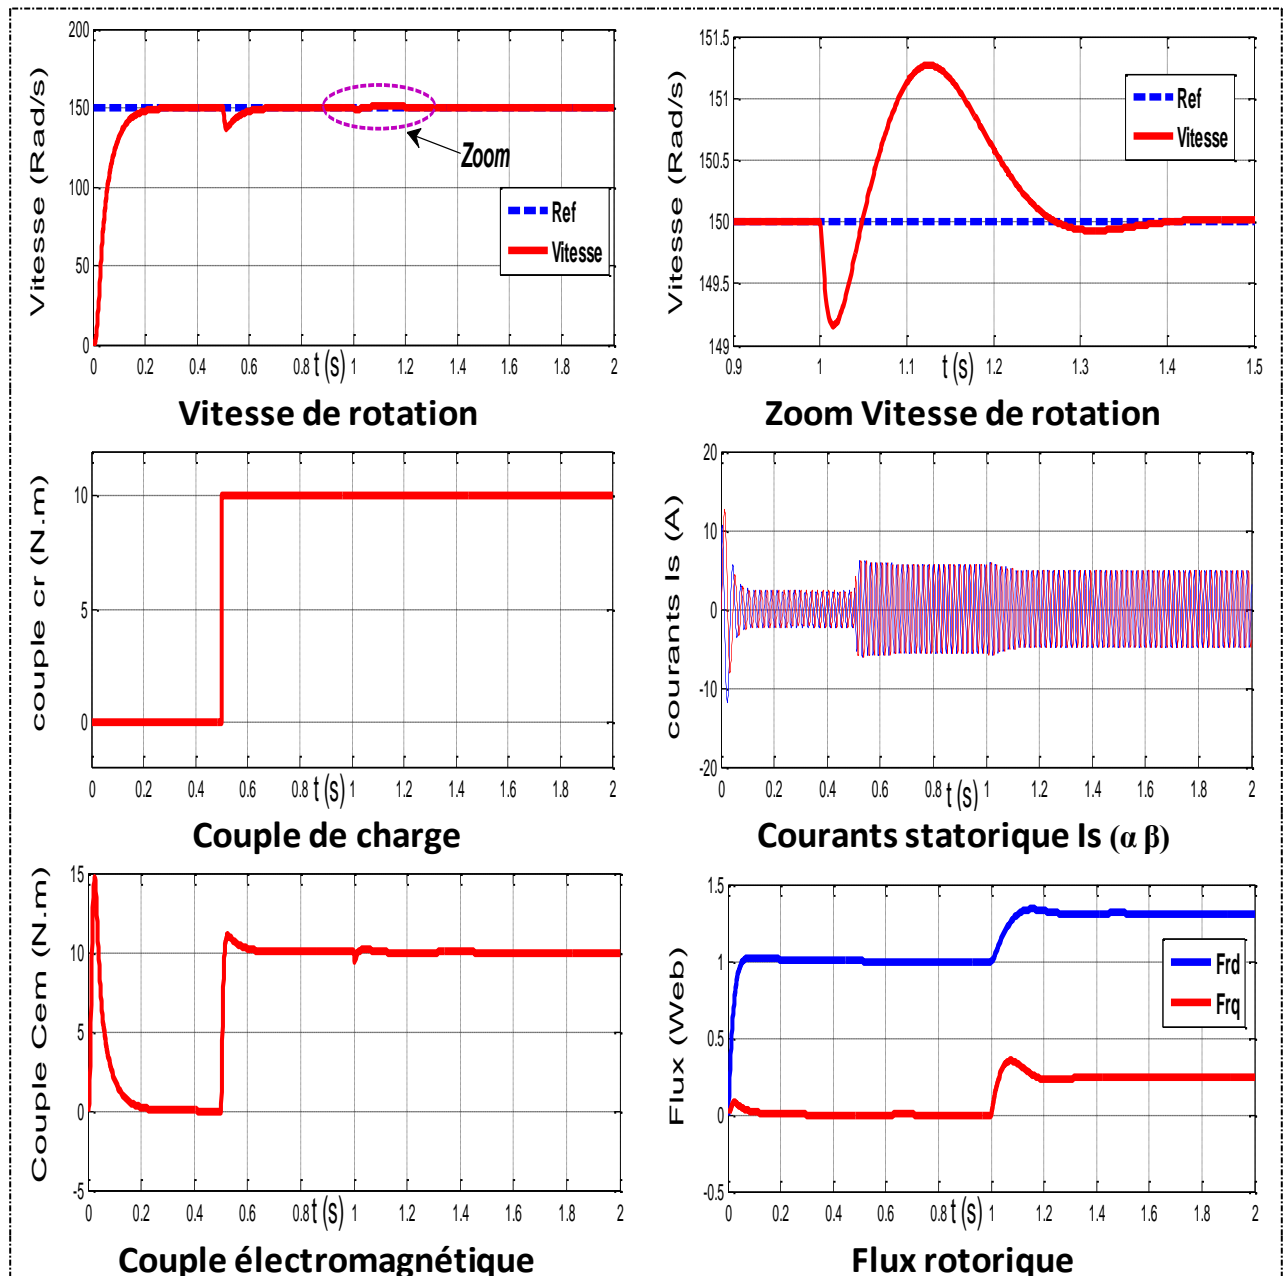 Vitesse (Rad/s)
200
150
100
50
0
0 0.2 0.4 0.6 0.8 1 1.2 1.4 1.6 1.8 2
t (s)
Zoom
Ref
Vitesse
Vitesse de rotation
Vitesse (Rad/s)
151.5
151
150.5
150
149.5
149
0.9 1 1.1 1.2 1.3 1.4 1.5
t (s)
Ref
Vitesse
Zoom Vitesse de rotation
couple cr (N.m)
10
5
0
0 0.2 0.4 0.6 0.8 1 1.2 1.4 1.6 1.8 2
t (s)
Couple de charge
courants Is (A)
20
10
0
-10
-20
0 0.2 0.4 0.6 0.8 1 1.2 1.4 1.6 1.8 2
t (s)
Courants statorique Is (α β)
Couple Cem (N.m)
15
10
5
0
-5
0 0.2 0.4 0.6 0.8 1 1.2 1.4 1.6 1.8 2
t (s)
Couple électromagnétique
Flux (Web)
1.5
1
0.5
0
-0.5
0 0.2 0.4 0.6 0.8 1 1.2 1.4 1.6 1.8 2
t (s)
Frd
Frq
Flux rotorique